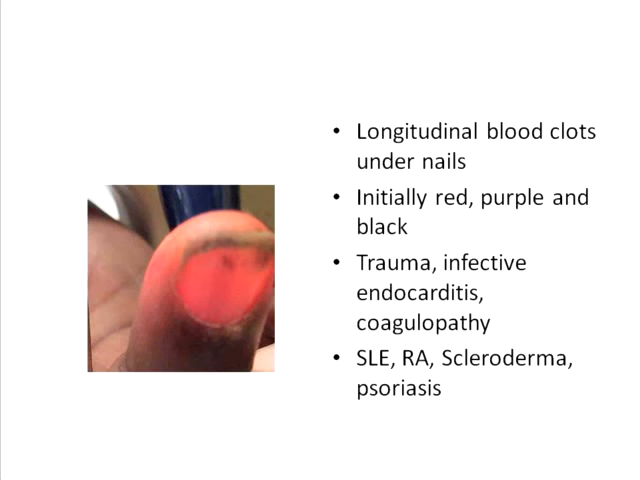 • Longitudinal blood clots
under nails
• Initially red, purple and
black
• Trauma, infective
endocarditis,
coagulopathy
• SLE, RA, Scleroderma,
psoriasis